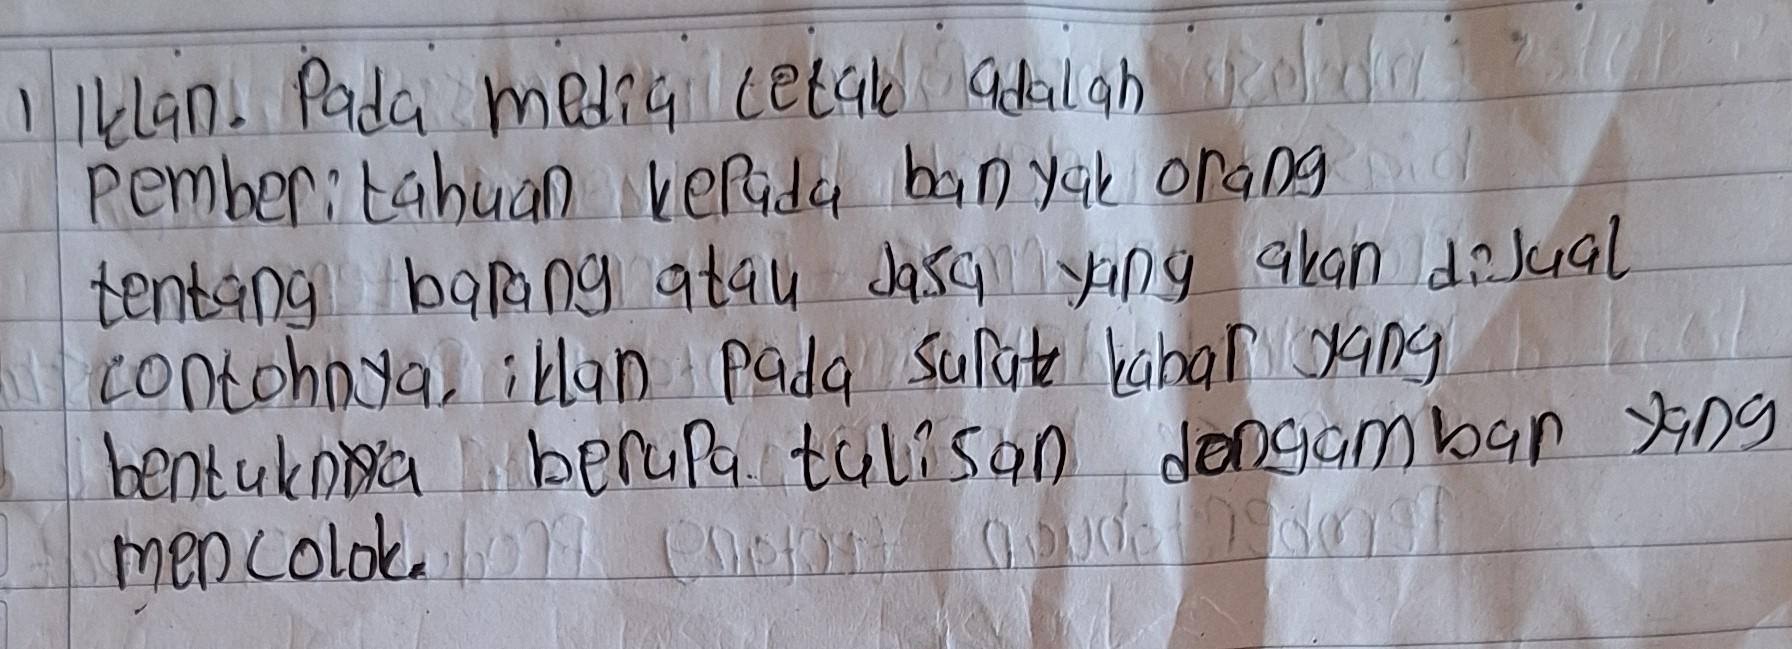 1 Iklan. Pada media cetak adalah
Pemberitahuan kepada banyak orang
tentang barang atau Jasa yang akan diJual
contohnya, iklan pada surat kabar yang
bentuknya berupa tulisan dengambar yang
mencolok.